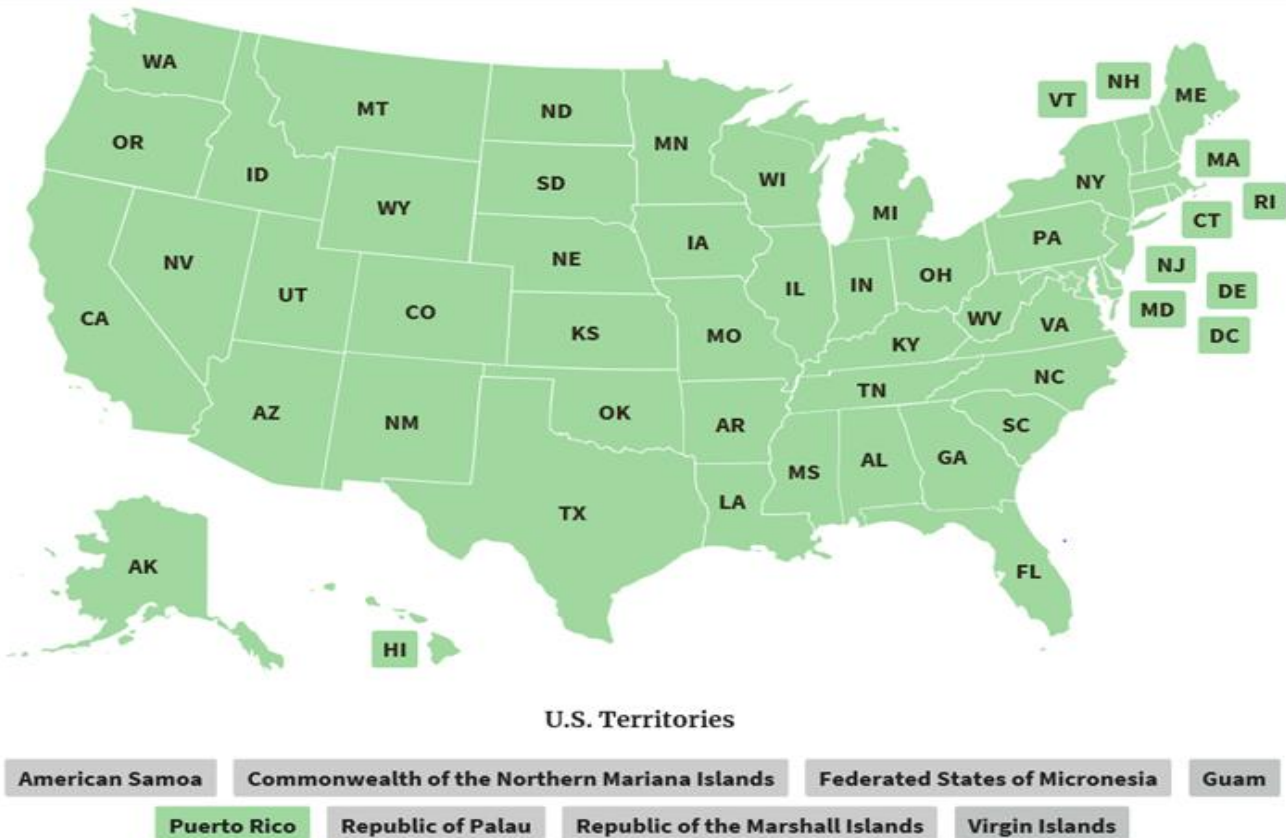 WA
MT
ND
MN
VT
NH
ME
OR
ID
SD
WI
MI
NY
MA
RI
WY
CT
NV
NE
IA
PA
NJ
UT
CO
IL
IN
OH
DE
MD
CA
KS
MO
WV
VA
DC
KY
NC
AZ
NM
OK
TN
AR
SC
MS
AL
GA
TX
LA
AK
FL
HI
U.S. Territories
American Samoa
Commonwealth of the Northern Mariana Islands
Federated States of Micronesia
Guam
Puerto Rico
Republic of Palau
Republic of the Marshall Islands
Virgin Islands